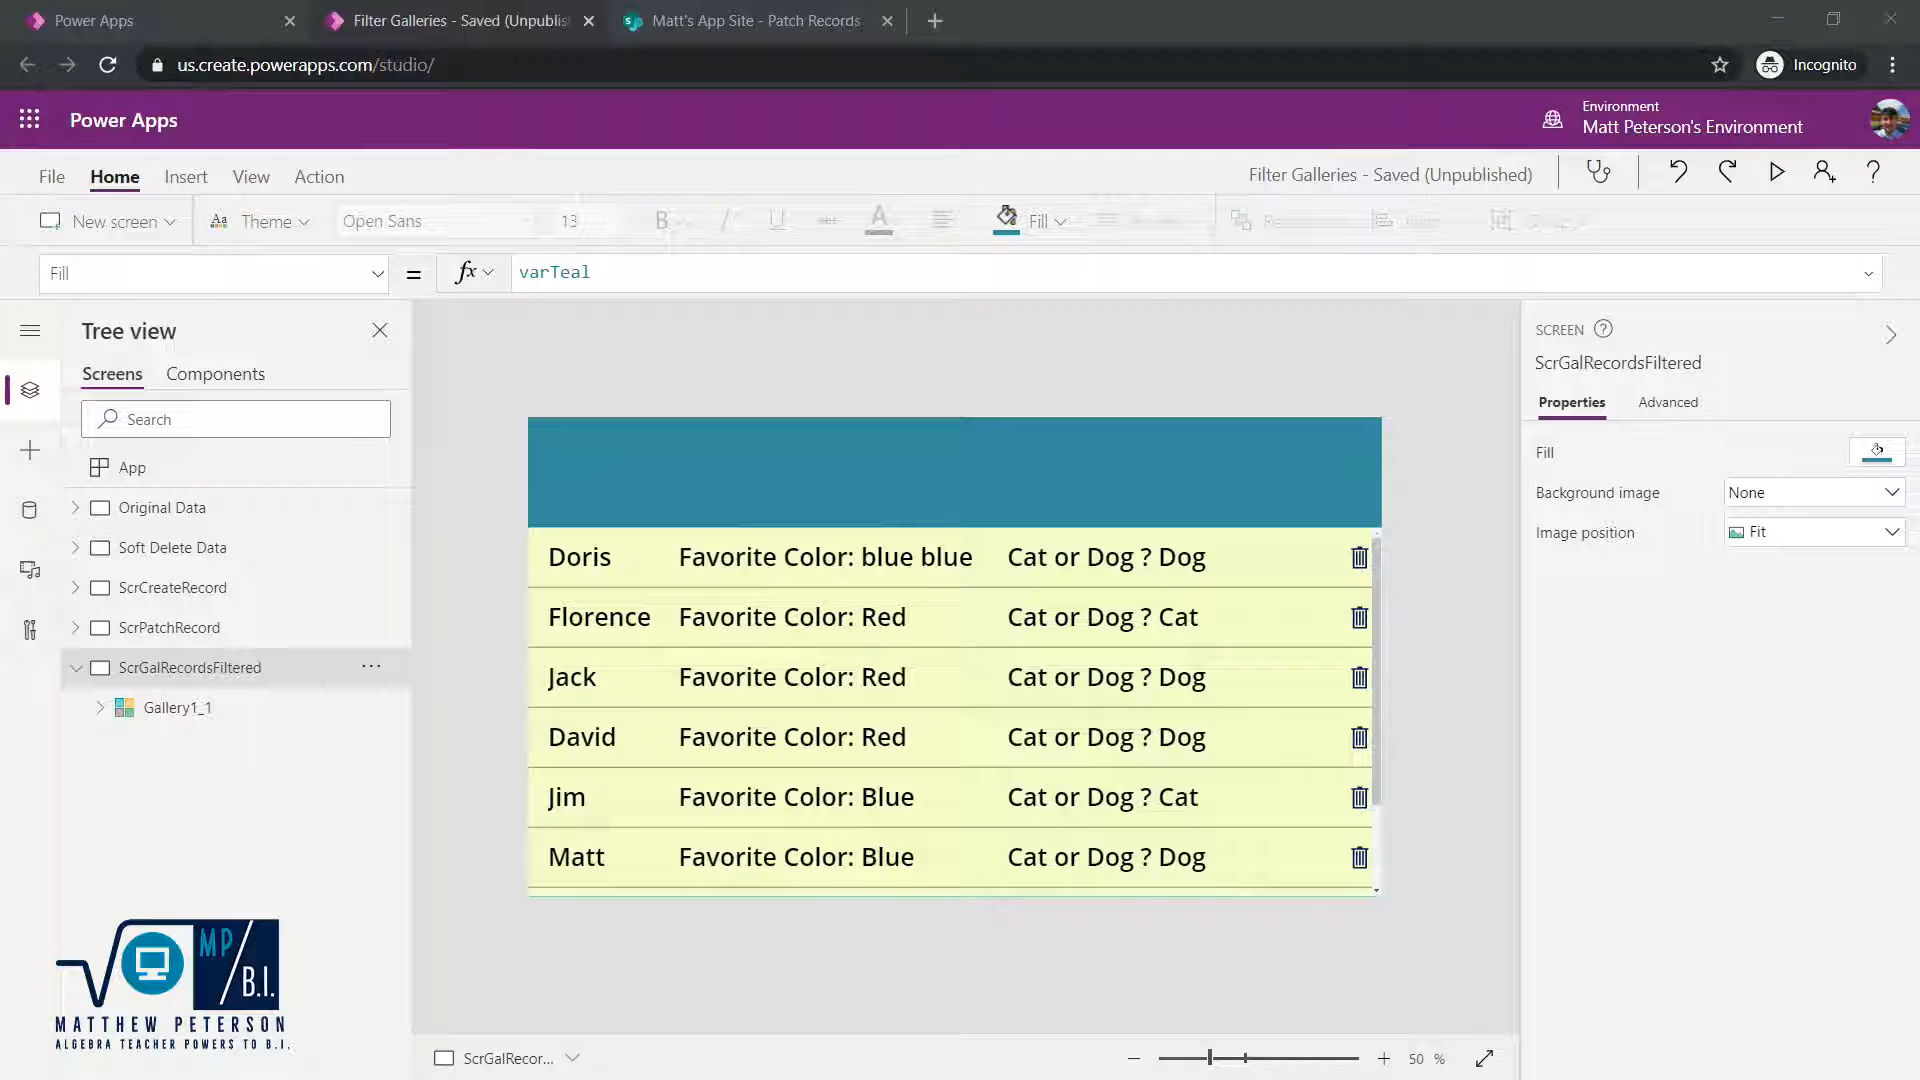 Power Apps
Filter Galleries - Saved (Unpublis
Matt's App Site - Patch Records
us.create.powerapps.com/studio/
Incognito
Power Apps
Environment
Matt Peterson's Environment
File Home Insert View Action
Filter Galleries - Saved (Unpublished)
New screen
Theme
Open Sans
13
B
Fill
Fill
=
fx
varTeal
Tree view
Screens Components
Search
App
Original Data
Soft Delete Data
ScrCreateRecord
ScrPatchRecord
ScrGalRecordsFiltered
Gallery1_1
Doris Favorite Color: blue blue Cat or Dog ? Dog
Florence Favorite Color: Red Cat or Dog ? Cat
Jack Favorite Color: Red Cat or Dog ? Dog
David Favorite Color: Red Cat or Dog ? Dog
Jim Favorite Color: Blue Cat or Dog ? Cat
Matt Favorite Color: Blue Cat or Dog ? Dog
SCREEN
ScrGalRecordsFiltered
Properties Advanced
Fill
Background image None
Image position Fit
MP/B.I.
MATTHEW PETERSON
ALGEBRA TEACHER POWERS TO B.I.
ScrGalRecor...
50 %